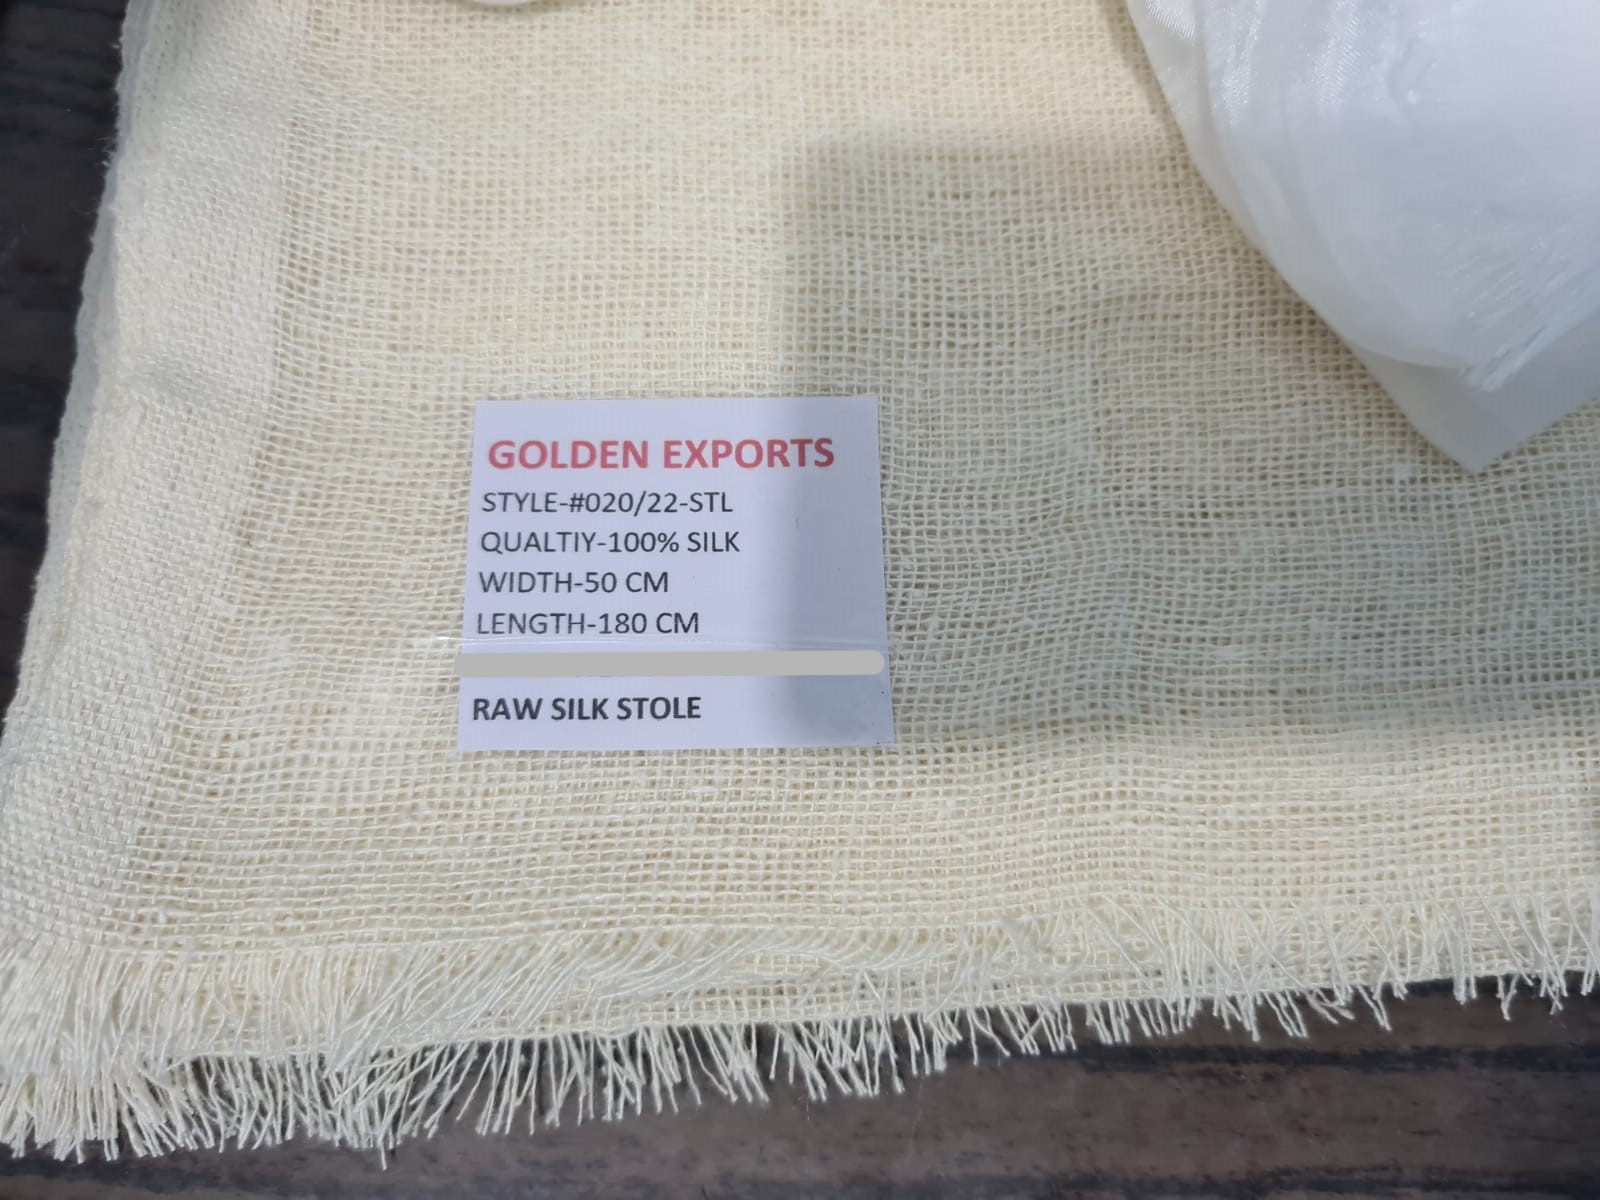 GOLDEN EXPORTS
STYLE-#020/22-STL
QUALTIY-100% SILK
WIDTH-50 CM
LENGTH-180 CM
RAW SILK STOLE